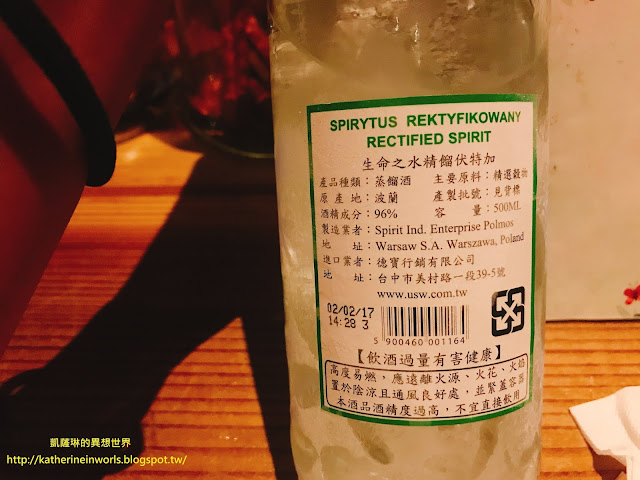 SPIRYTUS REKTYFIKOWANY
RECTIFIED SPIRIT
生命之水精餾伏特加
產品種類：蒸餾酒 主要原料：精選穀物
原產地：波蘭 產製批號：見背標
酒精成分：96% 容量：500ML
製造業者：Spirit Ind. Enterprise Polmos
地址：Warsaw S.A. Warszawa, Poland
進口業者：德寶行銷有限公司
地址：台中市美村路一段39-5號
www.usw.com.tw
02/02/17
14:28 3
5 900460 001164
【飲酒過量有害健康】
高度易燃，應遠離火源、火花、火焰
置於陰涼且通風良好處，並緊蓋容器
本酒品酒精度過高，不宜直接飲用
凱薩琳的異想世界
http://katherineinworls.blogspot.tw/